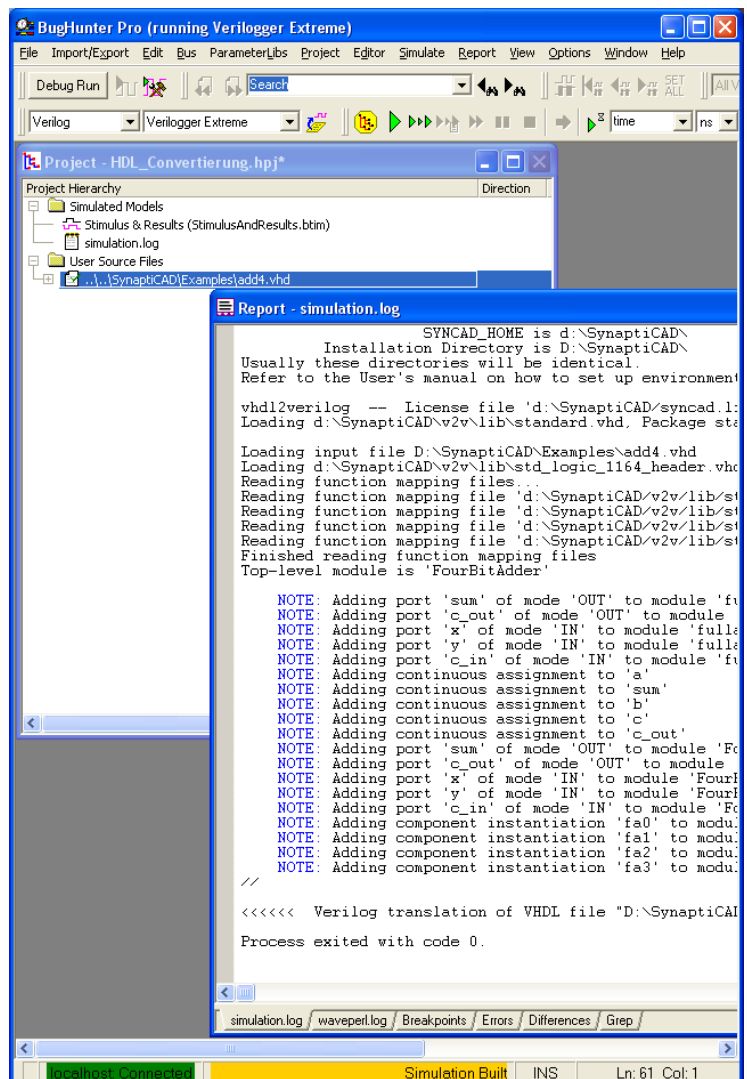 BugHunter Pro (running Verilogger Extreme)
File Import/Export Edit Bus ParameterLibs Project Editor Simulate Report View Options Window Help
Debug Run Search SET ALL All V
Verilog Verilogger Extreme time ns
Project - HDL_Convertierung.hpj*
Project Hierarchy Direction
Simulated Models
Stimulus & Results (StimulusAndResults.btim)
simulation.log
User Source Files
..\..\SynaptiCAD\Examples\add4.vhd
Report - simulation.log
SYNCAD_HOME is d:\SynaptiCAD\
Installation Directory is D:\SynaptiCAD\
Usually these directories will be identical.
Refer to the User's manual on how to set up environment
vhdl2verilog -- License file 'd:\SynaptiCAD/syncad.l
Loading d:\SynaptiCAD\v2v\lib\standard.vhd, Package sta
Loading input file D:\SynaptiCAD\Examples\add4.vhd
Loading d:\SynaptiCAD\v2v\lib\std_logic_1164_header.vhd
Reading function mapping files...
Reading function mapping file 'd:\SynaptiCAD/v2v/lib/st
Reading function mapping file 'd:\SynaptiCAD/v2v/lib/st
Reading function mapping file 'd:\SynaptiCAD/v2v/lib/st
Reading function mapping file 'd:\SynaptiCAD/v2v/lib/st
Finished reading function mapping files
Top-level module is 'FourBitAdder'
NOTE: Adding port 'sum' of mode 'OUT' to module 'fu
NOTE: Adding port 'c_out' of mode 'OUT' to module
NOTE: Adding port 'x' of mode 'IN' to module 'fulla
NOTE: Adding port 'y' of mode 'IN' to module 'fulla
NOTE: Adding port 'c_in' of mode 'IN' to module 'fu
NOTE: Adding continuous assignment to 'a'
NOTE: Adding continuous assignment to 'sum'
NOTE: Adding continuous assignment to 'b'
NOTE: Adding continuous assignment to 'c'
NOTE: Adding continuous assignment to 'c_out'
NOTE: Adding port 'sum' of mode 'OUT' to module 'Fo
NOTE: Adding port 'c_out' of mode 'OUT' to module
NOTE: Adding port 'x' of mode 'IN' to module 'FourB
NOTE: Adding port 'y' of mode 'IN' to module 'FourB
NOTE: Adding port 'c_in' of mode 'IN' to module 'Fo
NOTE: Adding component instantiation 'fa0' to modul
NOTE: Adding component instantiation 'fa1' to modul
NOTE: Adding component instantiation 'fa2' to modul
NOTE: Adding component instantiation 'fa3' to modul
//
<<<<<< Verilog translation of VHDL file "D:\SynaptiCAD
Process exited with code 0.
simulation.log waveperl.log Breakpoints Errors Differences Grep
localhost: Connected Simulation Built INS Ln: 61 Col: 1